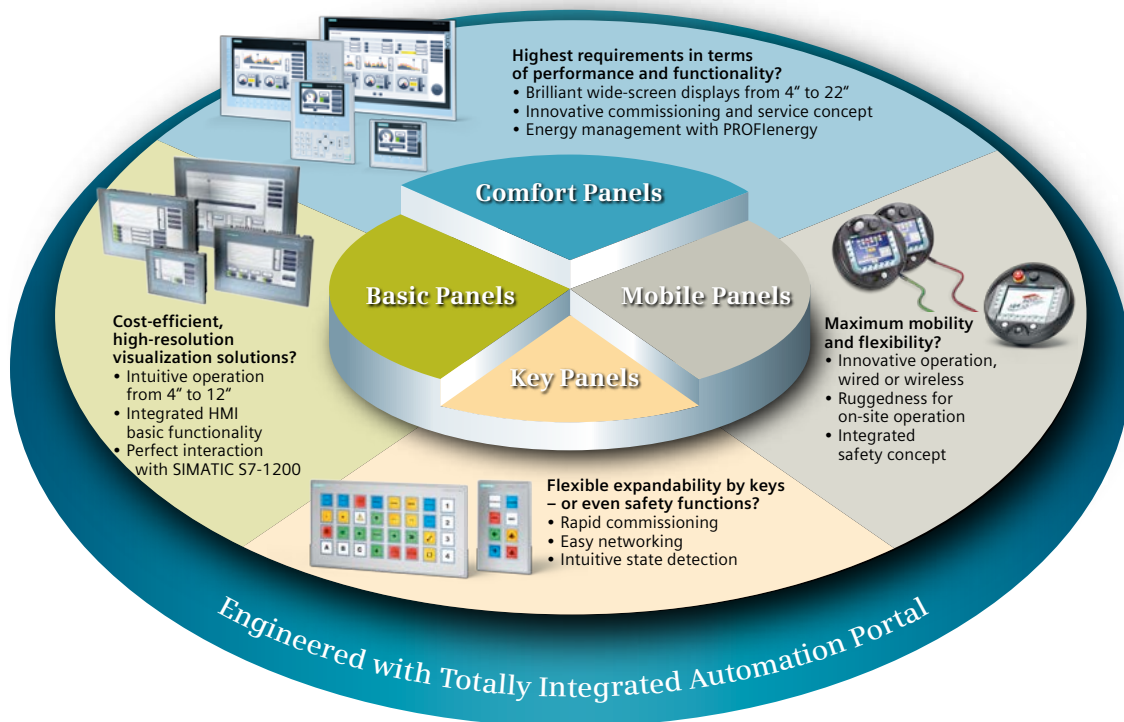 Highest requirements in terms
of performance and functionality?
• Brilliant wide-screen displays from 4“ to 22“
• Innovative commissioning and service concept
• Energy management with PROFIenergy
Comfort Panels
Basic Panels
Mobile Panels
Key Panels
Cost-efficient,
high-resolution
visualization solutions?
• Intuitive operation
from 4“ to 12“
• Integrated HMI
basic functionality
• Perfect interaction
with SIMATIC S7-1200
Maximum mobility
and flexibility?
• Innovative operation,
wired or wireless
• Ruggedness for
on-site operation
• Integrated
safety concept
Flexible expandability by keys
– or even safety functions?
• Rapid commissioning
• Easy networking
• Intuitive state detection
1
2
3
A B C 4
Engineered with Totally Integrated Automation Portal